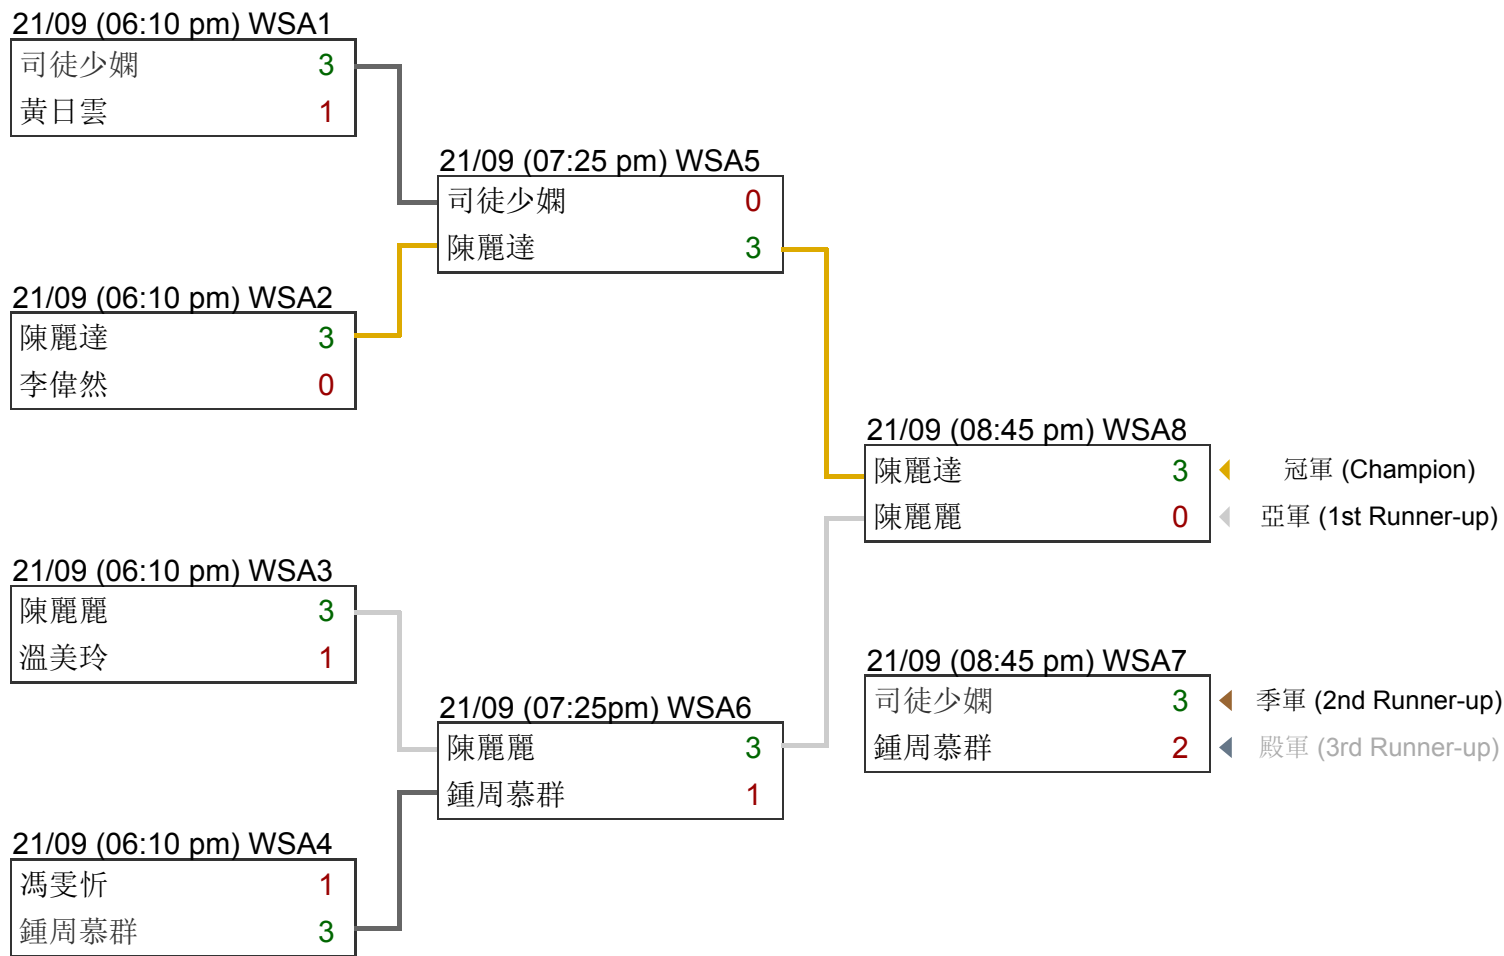 21/09 (06:10 pm) WSA1
司徒少嫻 3
黃日雲 1
21/09 (07:25 pm) WSA5
司徒少嫻 0
陳麗達 3
21/09 (06:10 pm) WSA2
陳麗達 3
李偉然 0
21/09 (08:45 pm) WSA8
陳麗達 3 冠軍 (Champion)
陳麗麗 0 亞軍 (1st Runner-up)
21/09 (06:10 pm) WSA3
陳麗麗 3
溫美玲 1
21/09 (08:45 pm) WSA7
司徒少嫻 3 季軍 (2nd Runner-up)
鍾周慕群 2 殿軍 (3rd Runner-up)
21/09 (07:25pm) WSA6
陳麗麗 3
鍾周慕群 1
21/09 (06:10 pm) WSA4
馮雯忻 1
鍾周慕群 3